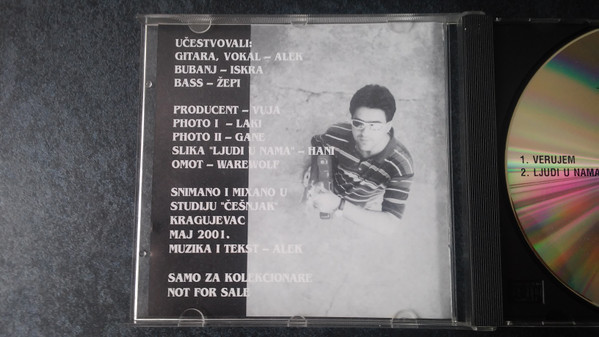 UČESTVOVALI:
GITARA, VOKAL – ALEK
BUBANJ – ISKRA
BASS – ŽEPI
PRODUCENT – VUJA
PHOTO I – LAKI
PHOTO II – GANE
SLIKA "LJUDI U NAMA" – HANI
OMOT – WAREWOLF
SNIMANO I MIXANO U
STUDIJU "ČEŠNJAK"
KRAGUJEVAC
MAJ 2001.
MUZIKA I TEKST – ALEK
SAMO ZA KOLEKCIONARE
NOT FOR SALE
1. VERUJEM
2. LJUDI U NAMA